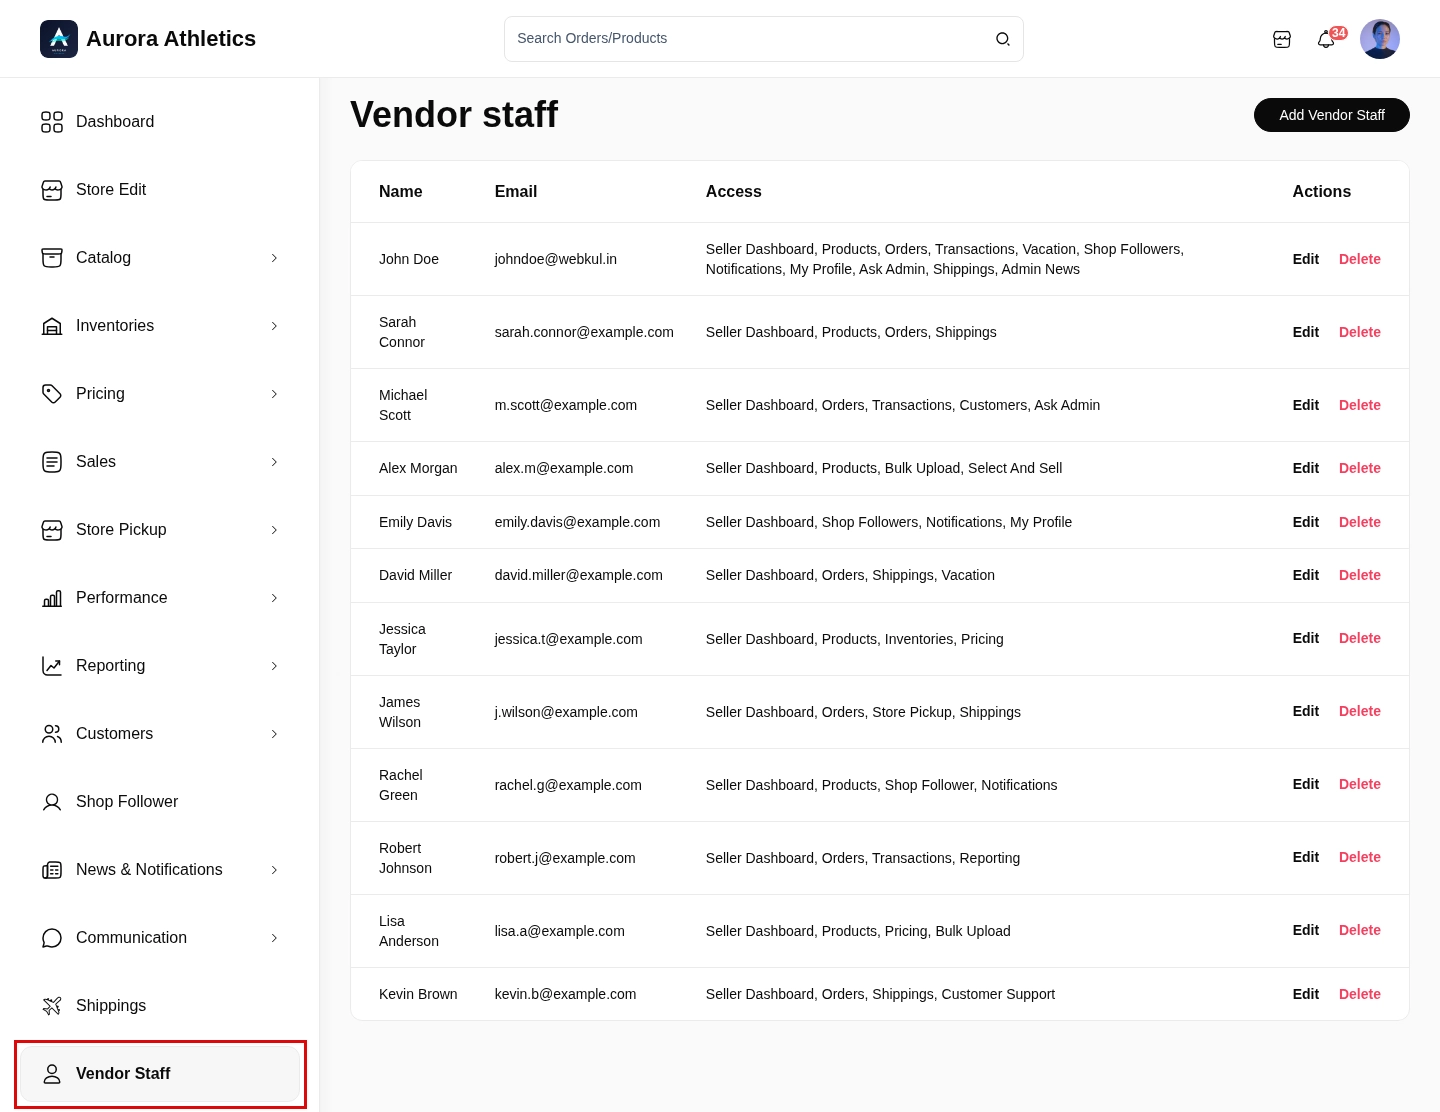 Aurora Athletics
Search Orders/Products
34
Dashboard
Store Edit
Catalog
Inventories
Pricing
Sales
Store Pickup
Performance
Reporting
Customers
Shop Follower
News & Notifications
Communication
Shippings
Vendor Staff
Vendor staff
Add Vendor Staff
Name Email Access Actions
John Doe johndoe@webkul.in Seller Dashboard, Products, Orders, Transactions, Vacation, Shop Followers,
Notifications, My Profile, Ask Admin, Shippings, Admin News Edit Delete
Sarah
Connor sarah.connor@example.com Seller Dashboard, Products, Orders, Shippings Edit Delete
Michael
Scott m.scott@example.com Seller Dashboard, Orders, Transactions, Customers, Ask Admin Edit Delete
Alex Morgan alex.m@example.com Seller Dashboard, Products, Bulk Upload, Select And Sell Edit Delete
Emily Davis emily.davis@example.com Seller Dashboard, Shop Followers, Notifications, My Profile Edit Delete
David Miller david.miller@example.com Seller Dashboard, Orders, Shippings, Vacation Edit Delete
Jessica
Taylor jessica.t@example.com Seller Dashboard, Products, Inventories, Pricing Edit Delete
James
Wilson j.wilson@example.com Seller Dashboard, Orders, Store Pickup, Shippings Edit Delete
Rachel
Green rachel.g@example.com Seller Dashboard, Products, Shop Follower, Notifications Edit Delete
Robert
Johnson robert.j@example.com Seller Dashboard, Orders, Transactions, Reporting Edit Delete
Lisa
Anderson lisa.a@example.com Seller Dashboard, Products, Pricing, Bulk Upload Edit Delete
Kevin Brown kevin.b@example.com Seller Dashboard, Orders, Shippings, Customer Support Edit Delete